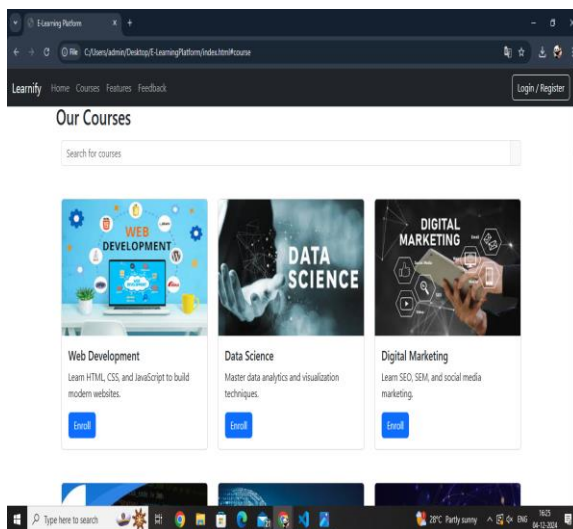 E-Learning Platform
File C:/Users/admin/Desktop/E-LearningPlatform/index.html#course
Learnify Home Courses Features Feedback Login / Register
Our Courses
Search for courses
WEB
DEVELOPMENT
DATA
SCIENCE
DIGITAL
MARKETING
Web Development
Learn HTML, CSS, and JavaScript to build
modern websites.
Enroll
Data Science
Master data analytics and visualization
techniques.
Enroll
Digital Marketing
Learn SEO, SEM, and social media
marketing.
Enroll
Type here to search
28°C Partly sunny
ENG
16:25
04-12-2024